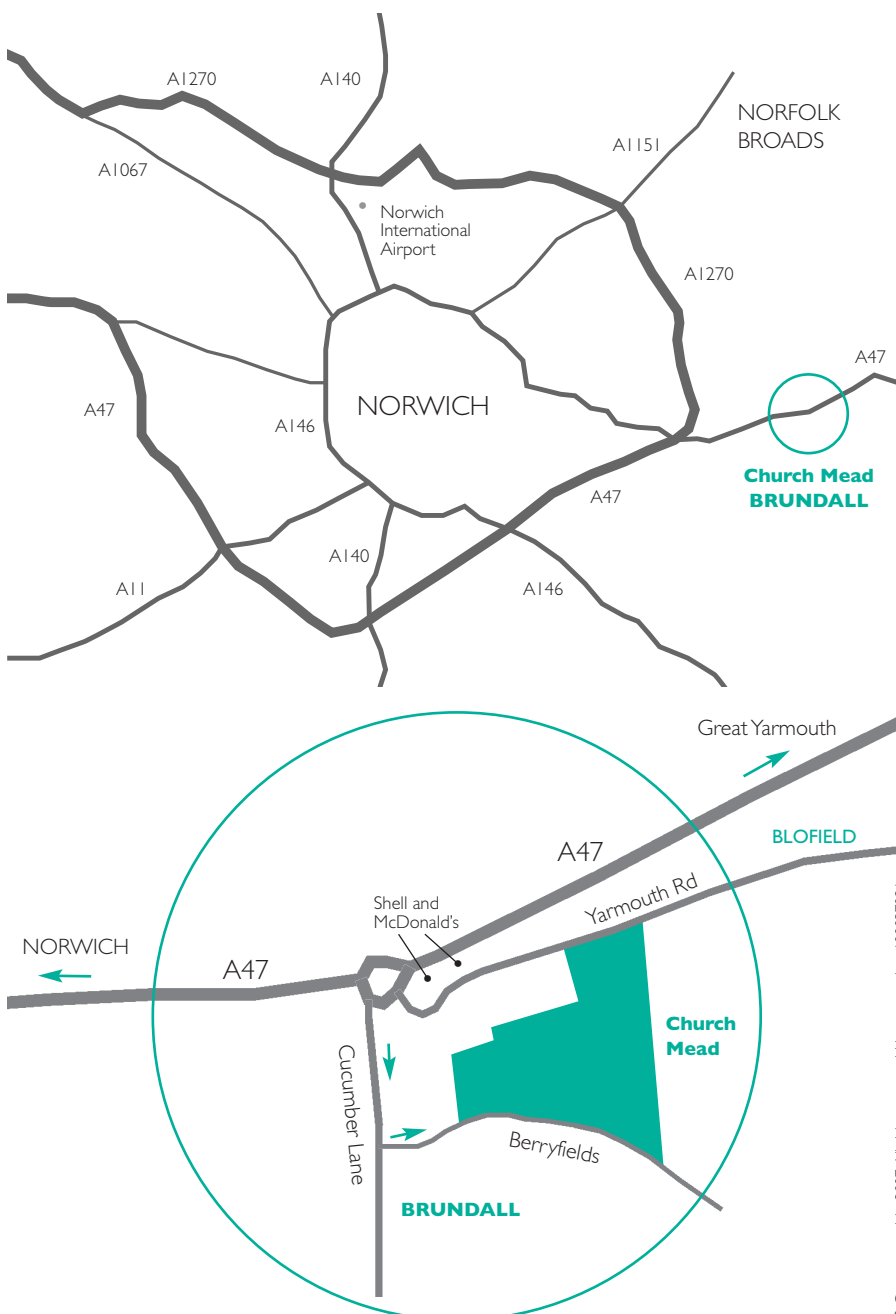 A1270
A140
NORFOLK
BROADS
A1151
A1067
Norwich
International
Airport
A1270
A47
A47
NORWICH
A146
Church Mead
BRUNDALL
A47
A140
A11
A146
Great Yarmouth
BLOFIELD
A47
Yarmouth Rd
Shell and
McDonald's
NORWICH
A47
Church
Mead
Cucumber Lane
Berryfields
BRUNDALL